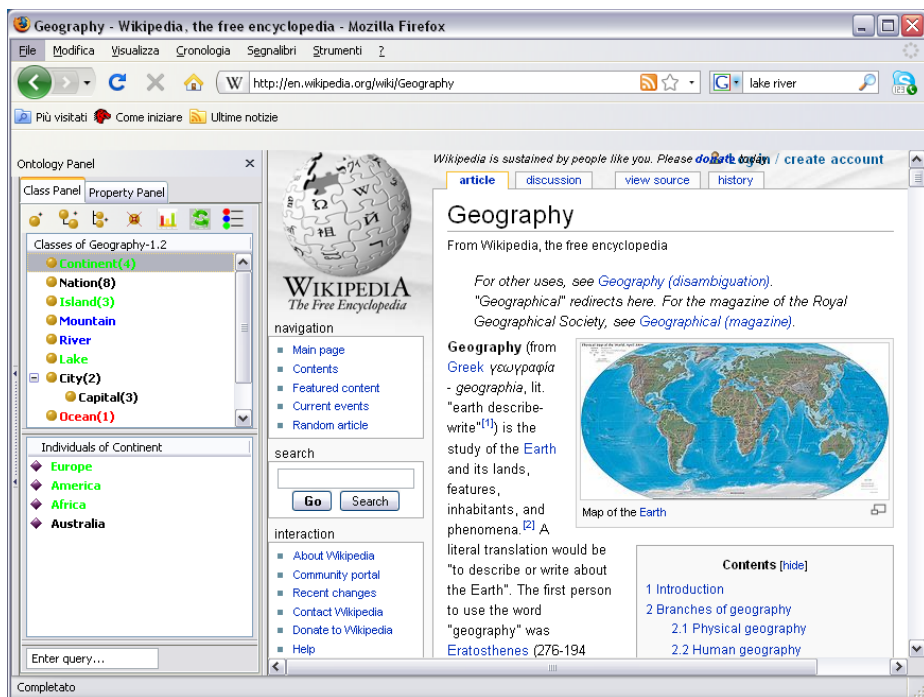 Geography - Wikipedia, the free encyclopedia - Mozilla Firefox
File Modifica Visualizza Cronologia Segnalibri Strumenti ?
W http://en.wikipedia.org/wiki/Geography G lake river
Più visitati Come iniziare Ultime notizie
Ontology Panel
Class Panel Property Panel
Classes of Geography-1.2
Continent(4)
Nation(8)
Island(3)
Mountain
River
Lake
City(2)
Capital(3)
Ocean(1)
Individuals of Continent
Europe
America
Africa
Australia
Enter query...
WIKIPEDIA
The Free Encyclopedia
navigation
Main page
Contents
Featured content
Current events
Random article
search
Go Search
interaction
About Wikipedia
Community portal
Recent changes
Contact Wikipedia
Donate to Wikipedia
Help
Wikipedia is sustained by people like you. Please donate today.
Log in / create account
article discussion view source history
Geography
From Wikipedia, the free encyclopedia
For other uses, see Geography (disambiguation).
"Geographical" redirects here. For the magazine of the Royal
Geographical Society, see Geographical (magazine).
Geography (from
Greek γεωγραφία
- geographia, lit.
"earth describe-
write"[1]) is the
study of the Earth
and its lands,
features,
inhabitants, and
phenomena.[2] A
literal translation would be
"to describe or write about
the Earth". The first person
to use the word
"geography" was
Eratosthenes (276-194
Map of the Earth
Contents [hide]
1 Introduction
2 Branches of geography
2.1 Physical geography
2.2 Human geography
Completato